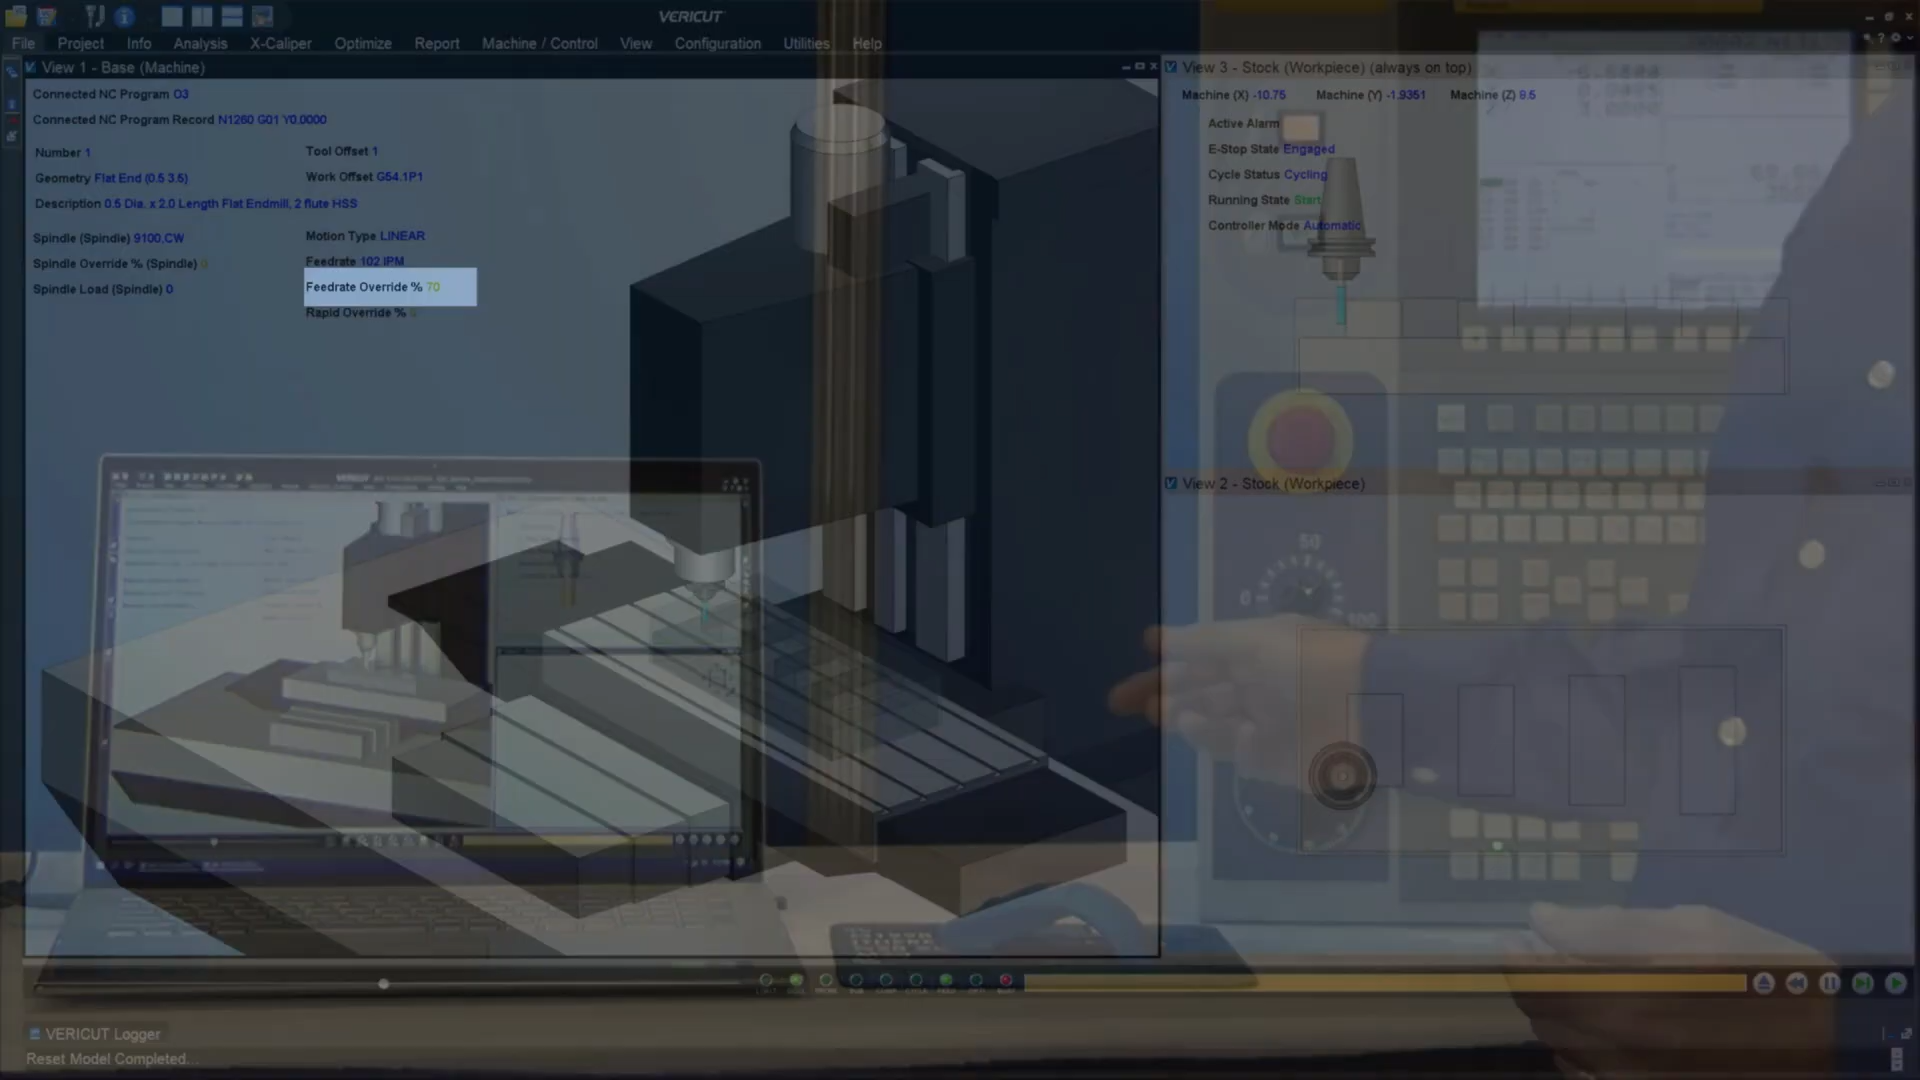 VERICUT
File Project Info Analysis X-Caliper Optimize Report Machine / Control View Configuration Utilities Help
View 1 - Base (Machine)
Connected NC Program O3
Connected NC Program Record N1260 G01 Y0.0000
Number 1
Tool Offset 1
Geometry Flat End (0.5 3.5)
Work Offset G54.1P1
Description 0.5 Dia. x 2.0 Length Flat Endmill, 2 flute HSS
Spindle (Spindle) 9100,CW
Motion Type LINEAR
Spindle Override % (Spindle) 0
Feedrate 102 IPM
Spindle Load (Spindle) 0
Feedrate Override % 70
Rapid Override %
View 3 - Stock (Workpiece) (always on top)
Machine (X) -10.75 Machine (Y) -1.9351 Machine (Z) 9.5
Active Alarm
E-Stop State Engaged
Cycle Status Cycling
Running State Start
Controller Mode Automatic
View 2 - Stock (Workpiece)
50
0
100
VERICUT
VERICUT Logger
Reset Model Completed...